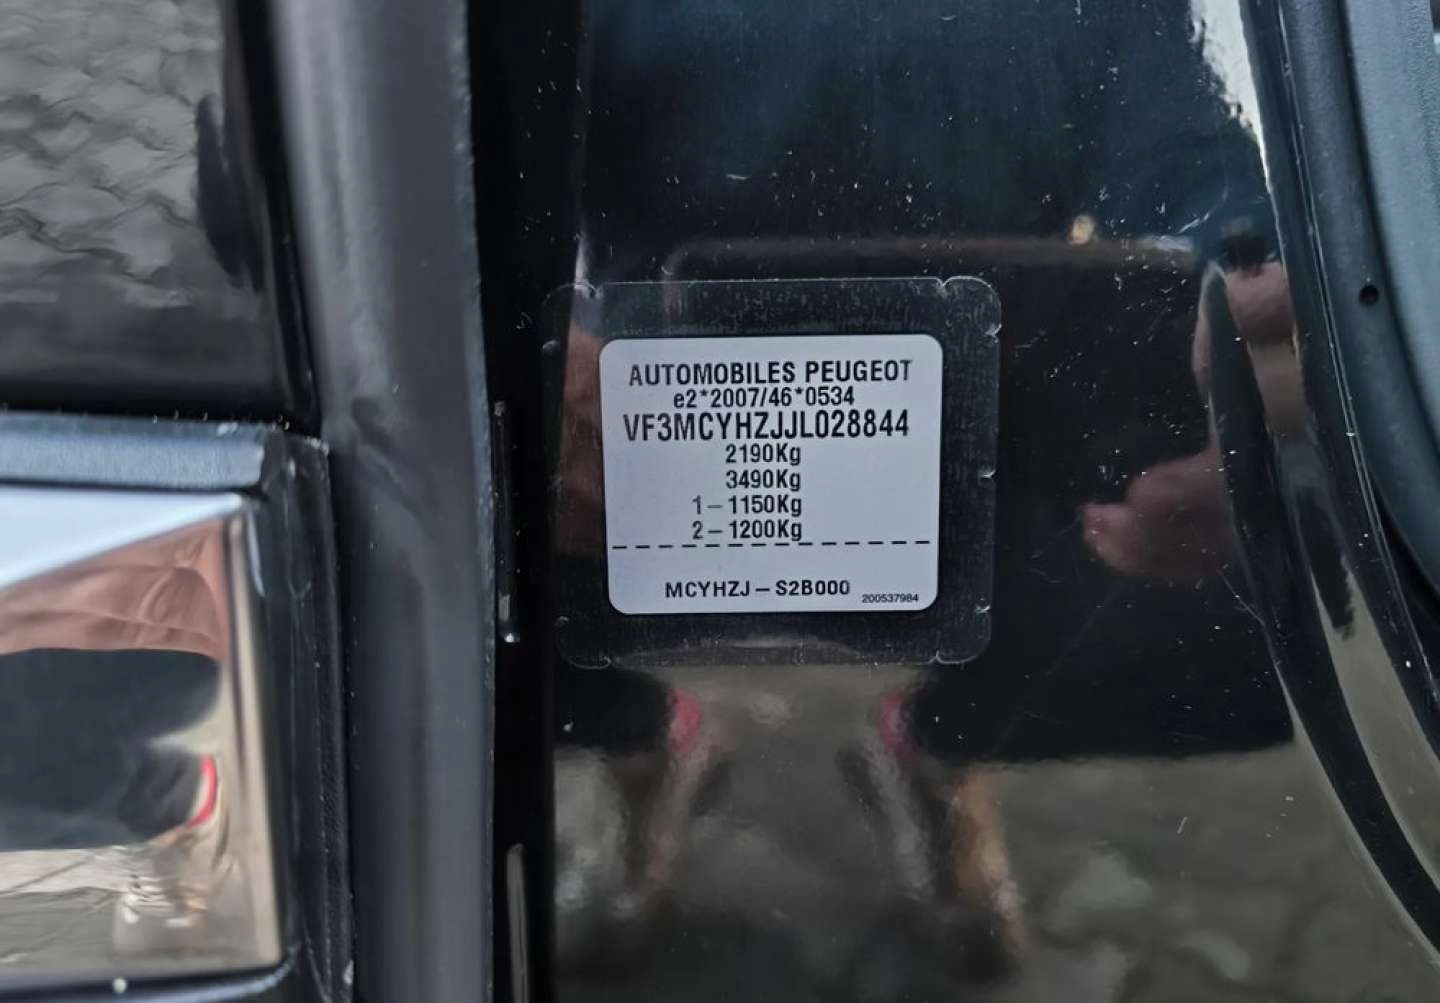 AUTOMOBILES PEUGEOT
e2*2007/46*0534
VF3MCYHZJJL028844
2190Kg
3490Kg
1–1150Kg
2–1200Kg
MCYHZJ–S2B000
200537984